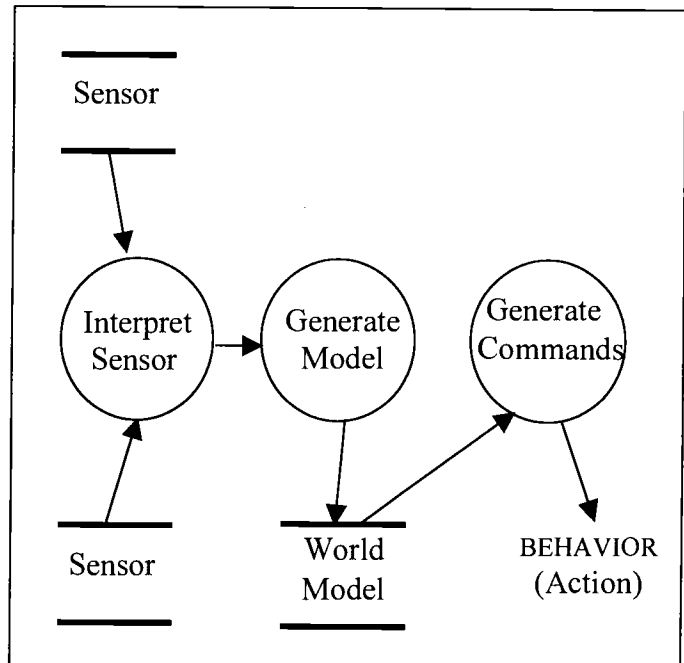 Sensor
Interpret
Sensor
Generate
Model
Generate
Commands
Sensor
World
Model
BEHAVIOR
(Action)